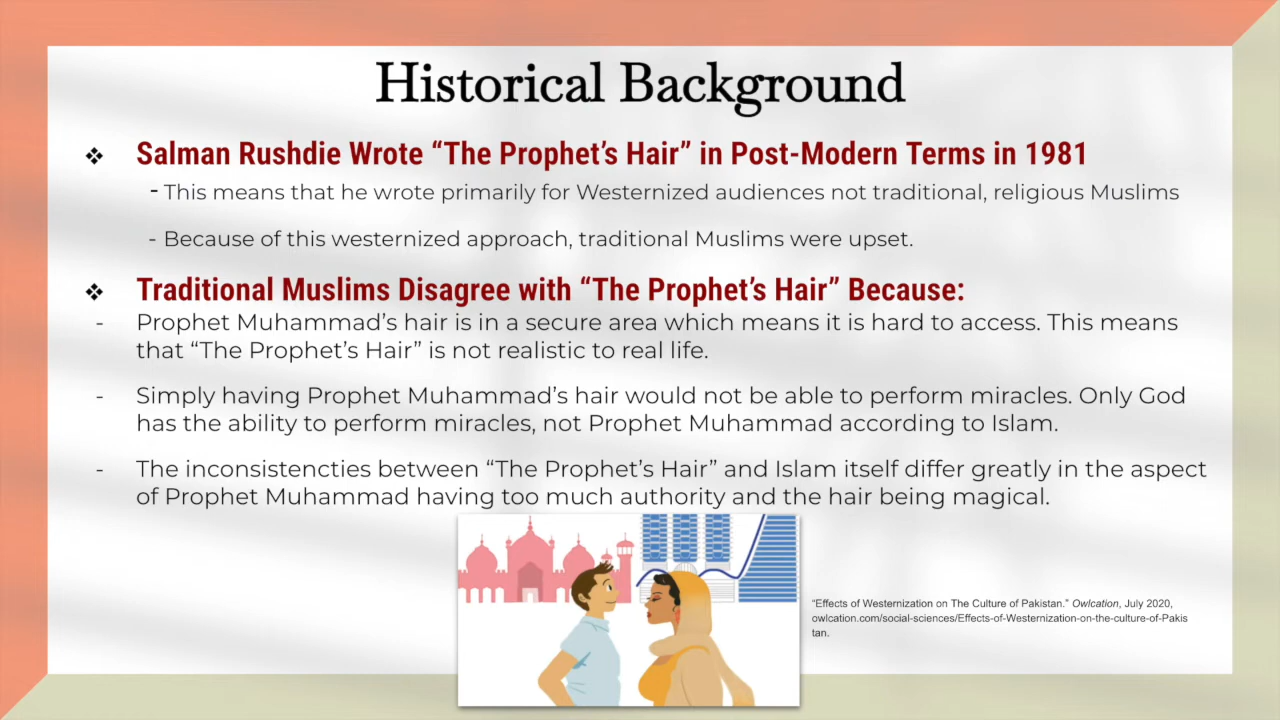 Historical Background
❖ Salman Rushdie Wrote “The Prophet’s Hair” in Post-Modern Terms in 1981
- This means that he wrote primarily for Westernized audiences not traditional, religious Muslims
- Because of this westernized approach, traditional Muslims were upset.
❖ Traditional Muslims Disagree with “The Prophet’s Hair” Because:
- Prophet Muhammad’s hair is in a secure area which means it is hard to access. This means
that “The Prophet’s Hair” is not realistic to real life.
- Simply having Prophet Muhammad’s hair would not be able to perform miracles. Only God
has the ability to perform miracles, not Prophet Muhammad according to Islam.
- The inconsistencties between “The Prophet’s Hair” and Islam itself differ greatly in the aspect
of Prophet Muhammad having too much authority and the hair being magical.
“Effects of Westernization on The Culture of Pakistan.” Owlcation, July 2020,
owlcation.com/social-sciences/Effects-of-Westernization-on-the-culture-of-Pakis
tan.